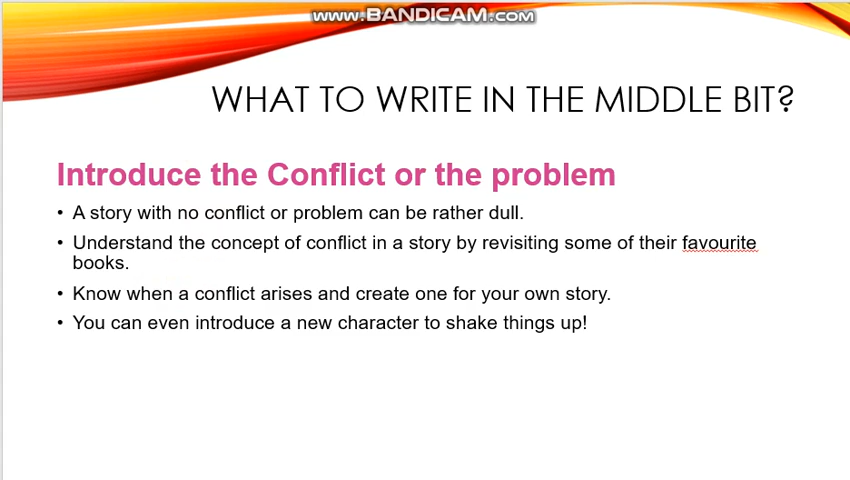 www.BANDICAM.com
WHAT TO WRITE IN THE MIDDLE BIT?
Introduce the Conflict or the problem
• A story with no conflict or problem can be rather dull.
• Understand the concept of conflict in a story by revisiting some of their favourite
books.
• Know when a conflict arises and create one for your own story.
• You can even introduce a new character to shake things up!